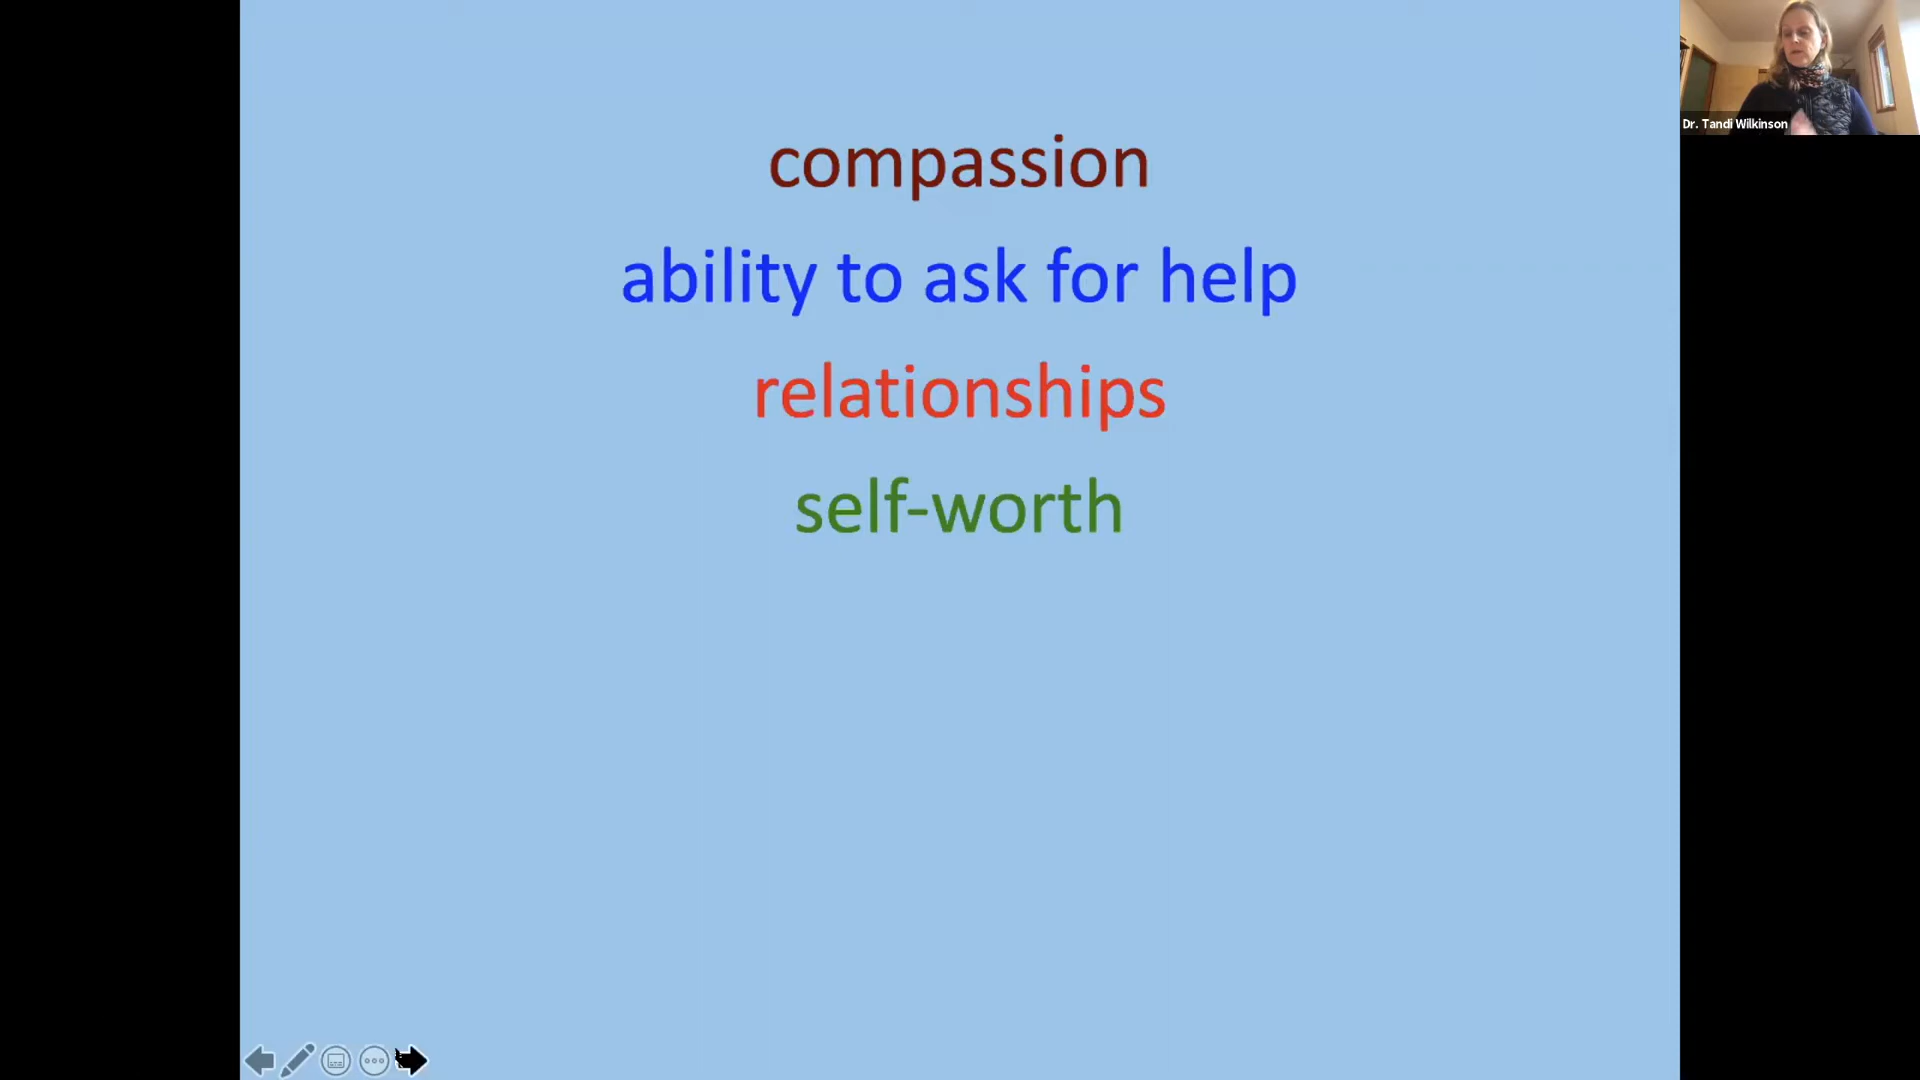 compassion
ability to ask for help
relationships
self-worth
Dr. Tandi Wilkinson